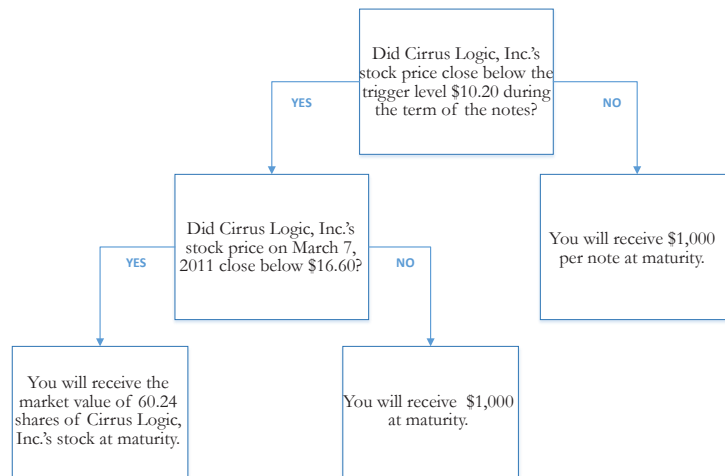 Did Cirrus Logic, Inc.'s
stock price close below the
trigger level $10.20 during
the term of the notes?
YES
NO
Did Cirrus Logic, Inc.'s
stock price on March 7,
2011 close below $16.60?
You will receive $1,000
per note at maturity.
YES
NO
You will receive the
market value of 60.24
shares of Cirrus Logic,
Inc.'s stock at maturity.
You will receive $1,000
at maturity.